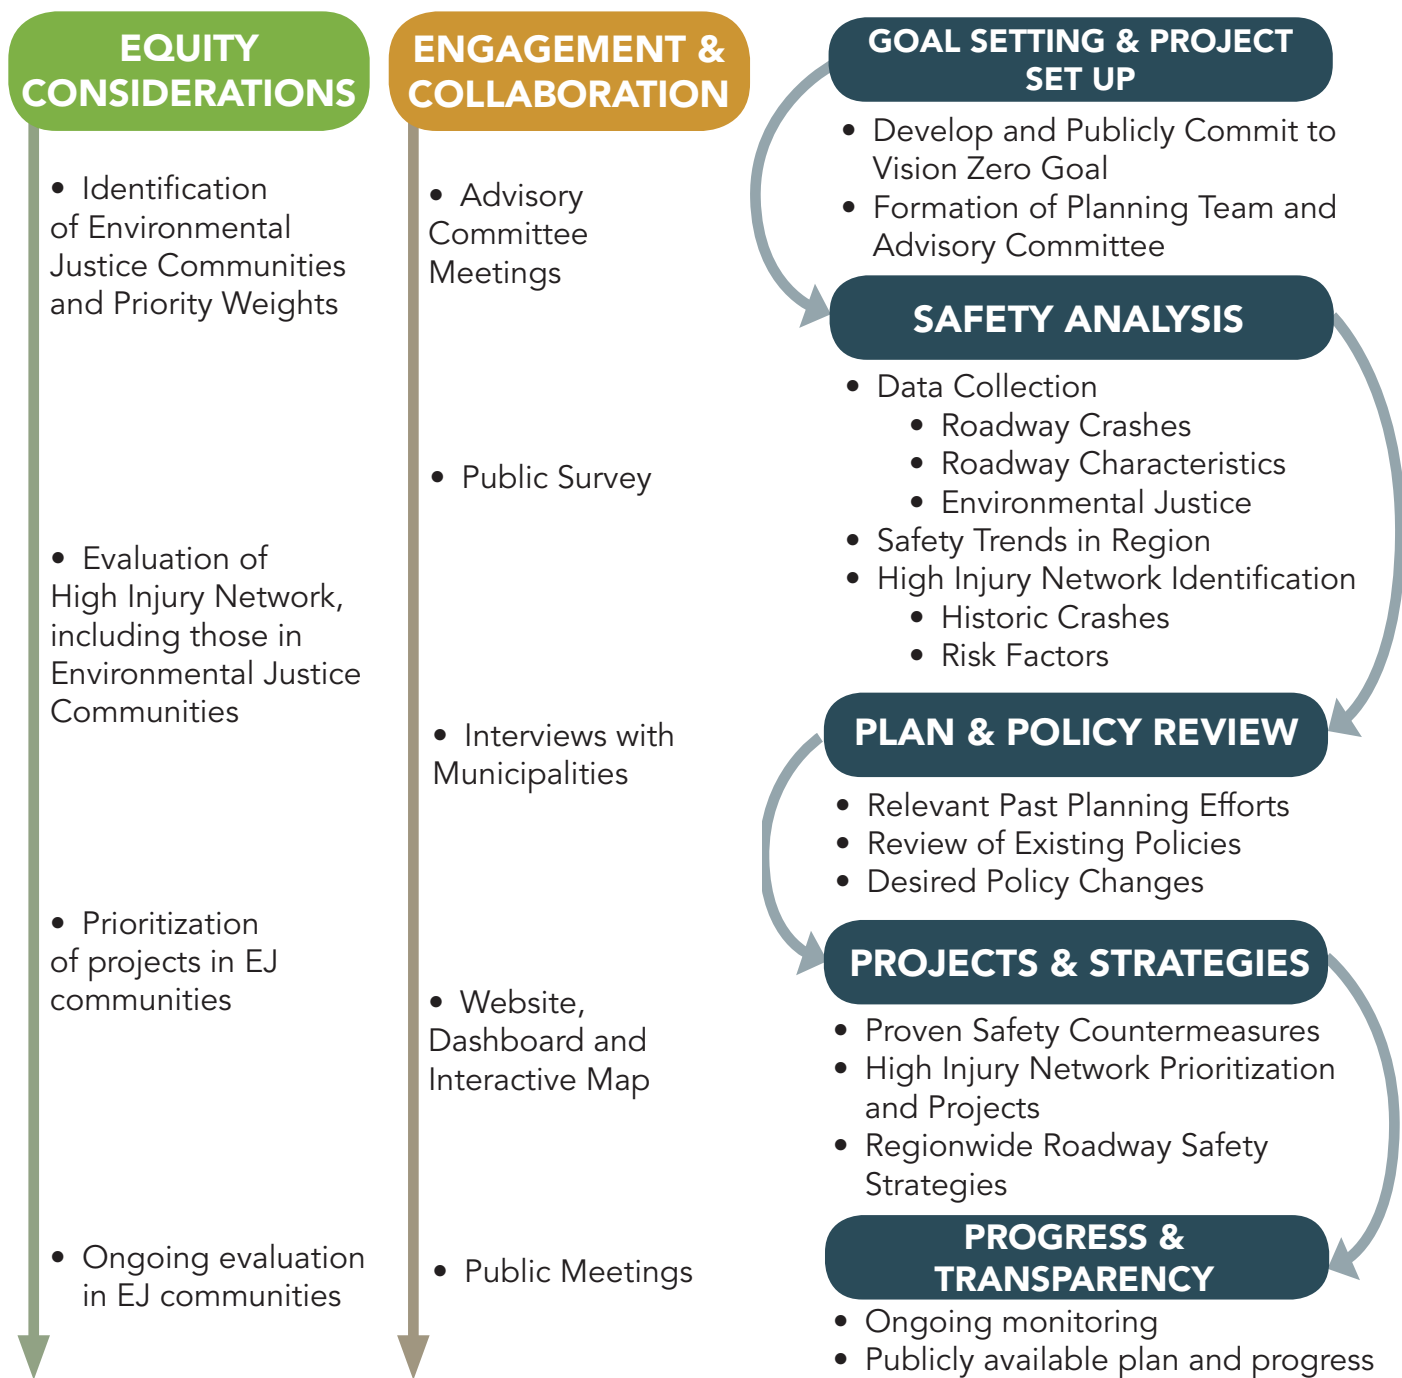 EQUITY
CONSIDERATIONS
• Identification
of Environmental
Justice Communities
and Priority Weights
• Evaluation of
High Injury Network,
including those in
Environmental Justice
Communities
• Prioritization
of projects in EJ
communities
• Ongoing evaluation
in EJ communities
ENGAGEMENT &
COLLABORATION
• Advisory
Committee
Meetings
• Public Survey
• Interviews with
Municipalities
• Website,
Dashboard and
Interactive Map
• Public Meetings
GOAL SETTING & PROJECT
SET UP
• Develop and Publicly Commit to
Vision Zero Goal
• Formation of Planning Team and
Advisory Committee
SAFETY ANALYSIS
• Data Collection
• Roadway Crashes
• Roadway Characteristics
• Environmental Justice
• Safety Trends in Region
• High Injury Network Identification
• Historic Crashes
• Risk Factors
PLAN & POLICY REVIEW
• Relevant Past Planning Efforts
• Review of Existing Policies
• Desired Policy Changes
PROJECTS & STRATEGIES
• Proven Safety Countermeasures
• High Injury Network Prioritization
and Projects
• Regionwide Roadway Safety
Strategies
PROGRESS &
TRANSPARENCY
• Ongoing monitoring
• Publicly available plan and progress